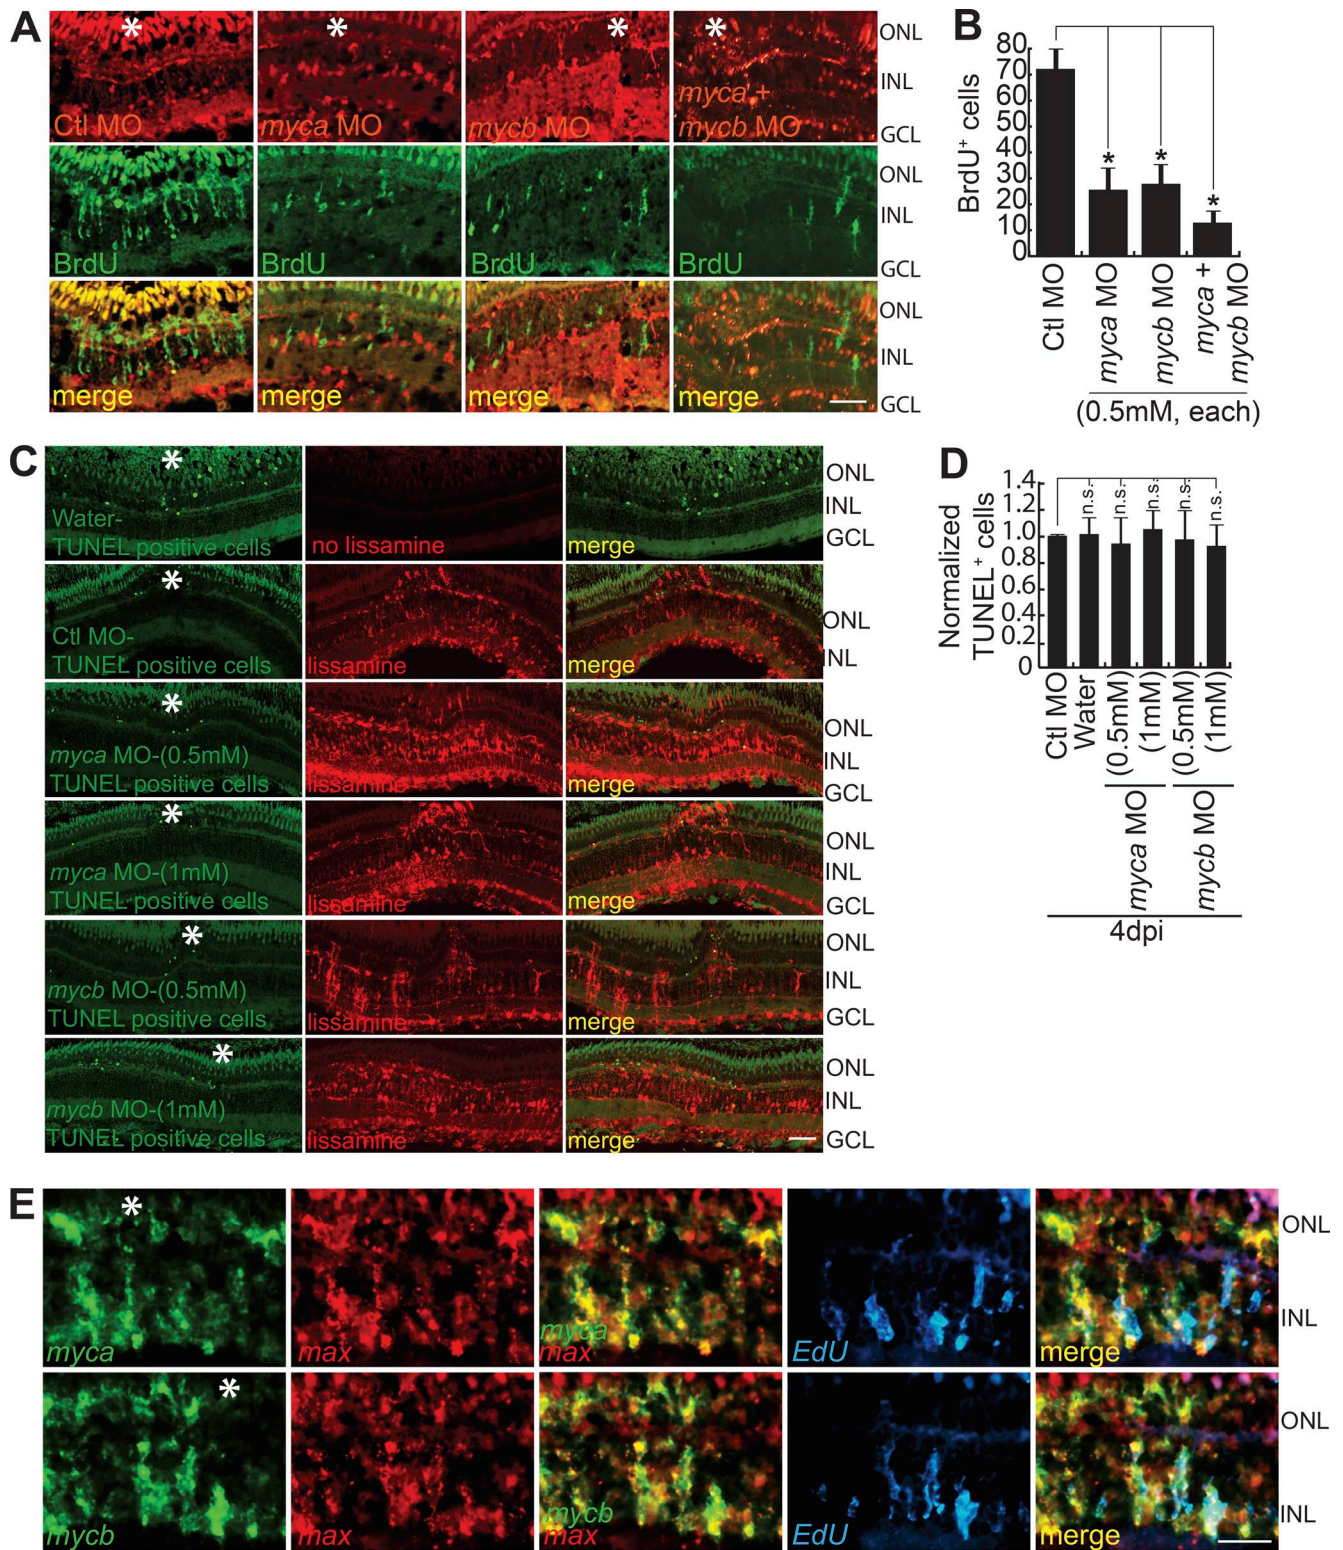 A
Ctl MO
myca MO
mycb MO
myca +
mycb MO
ONL
INL
GCL
BrdU
BrdU
BrdU
BrdU
ONL
INL
GCL
merge
merge
merge
merge
ONL
INL
GCL
B
BrdU+ cells
80
70
60
50
40
30
20
10
0
*
*
*
Ctl MO
myca MO
mycb MO
myca +
mycb MO
(0.5mM, each)
C
Water-
TUNEL positive cells
no lissamine
merge
ONL
INL
GCL
Ctl MO-
TUNEL positive cells
lissamine
merge
ONL
INL
myca MO-(0.5mM)
TUNEL positive cells
lissamine
merge
ONL
INL
GCL
myca MO-(1mM)
TUNEL positive cells
lissamine
merge
ONL
INL
GCL
mycb MO-(0.5mM)
TUNEL positive cells
lissamine
merge
ONL
INL
GCL
mycb MO-(1mM)
TUNEL positive cells
lissamine
merge
ONL
INL
GCL
D
Normalized
TUNEL+ cells
1.4
1.2
1.0
0.8
0.6
0.4
0.2
0
n.s.
n.s.
n.s.
n.s.
n.s.
Ctl MO
Water
(0.5mM)
(1mM)
(0.5mM)
(1mM)
myca MO
mycb MO
4dpi
E
myca
max
myca
max
EdU
merge
ONL
INL
mycb
max
mycb
max
EdU
merge
ONL
INL